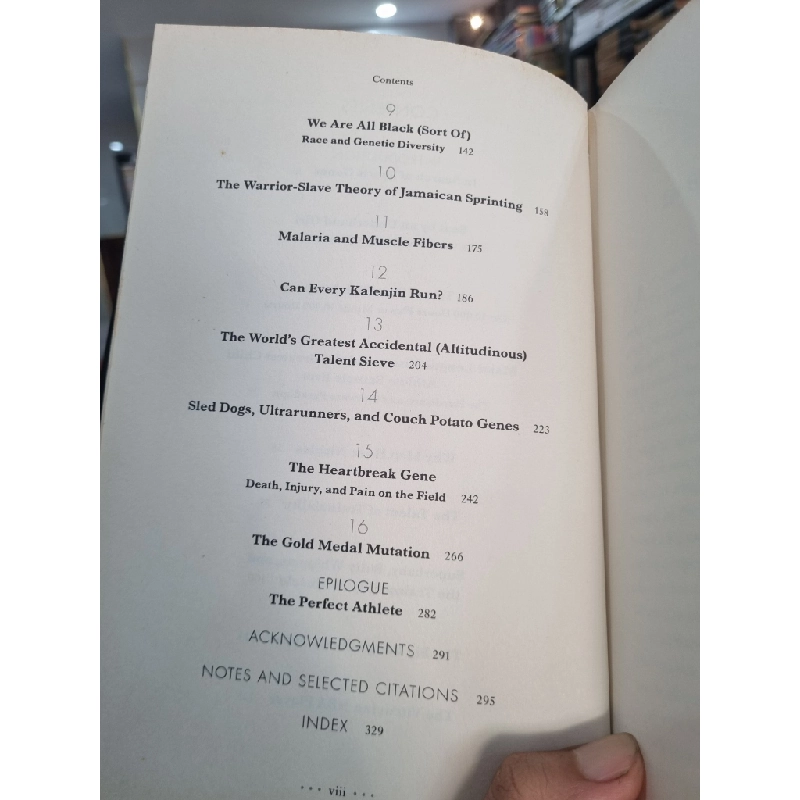 Contents
9
We Are All Black (Sort Of)
Race and Genetic Diversity 142
10
The Warrior-Slave Theory of Jamaican Sprinting 158
11
Malaria and Muscle Fibers 175
12
Can Every Kalenjin Run? 186
13
The World's Greatest Accidental (Altitudinous)
Talent Sieve 204
14
Sled Dogs, Ultrarunners, and Couch Potato Genes 223
15
The Heartbreak Gene
Death, Injury, and Pain on the Field 242
16
The Gold Medal Mutation 266
EPILOGUE
The Perfect Athlete 282
ACKNOWLEDGMENTS 291
NOTES AND SELECTED CITATIONS 295
INDEX 329
··· viii ···